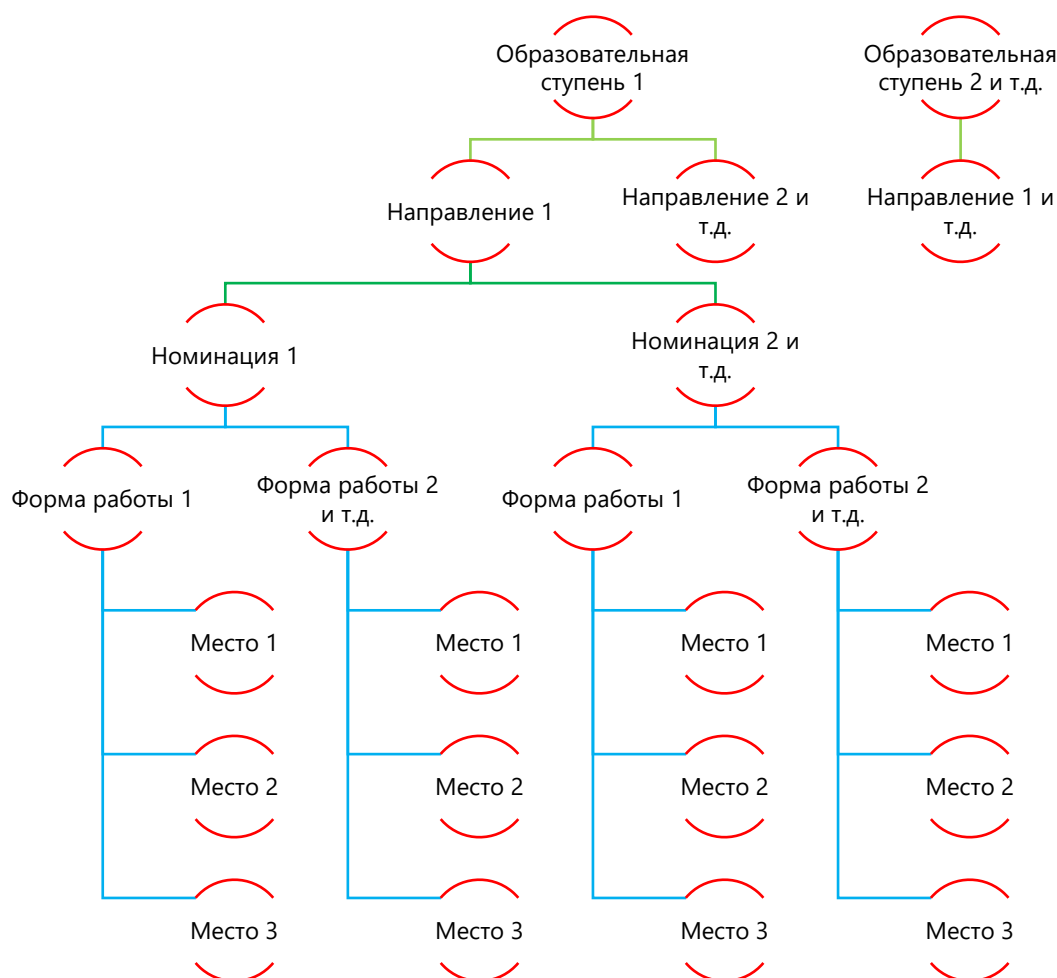 Образовательная
ступень 1
Образовательная
ступень 2 и т.д.
Направление 1
Направление 2 и
т.д.
Направление 1 и
т.д.
Номинация 1
Номинация 2 и
т.д.
Форма работы 1
Форма работы 2
и т.д.
Форма работы 1
Форма работы 2
и т.д.
Место 1
Место 1
Место 1
Место 1
Место 2
Место 2
Место 2
Место 2
Место 3
Место 3
Место 3
Место 3